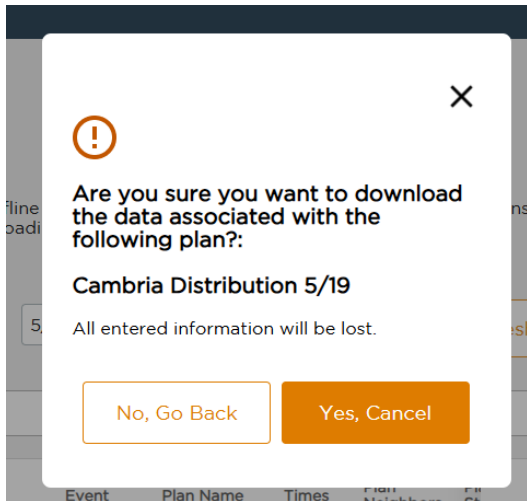 Are you sure you want to download
the data associated with the
following plan?:
Cambria Distribution 5/19
All entered information will be lost.
No, Go Back
Yes, Cancel
Event
Plan Name
Times
Plan